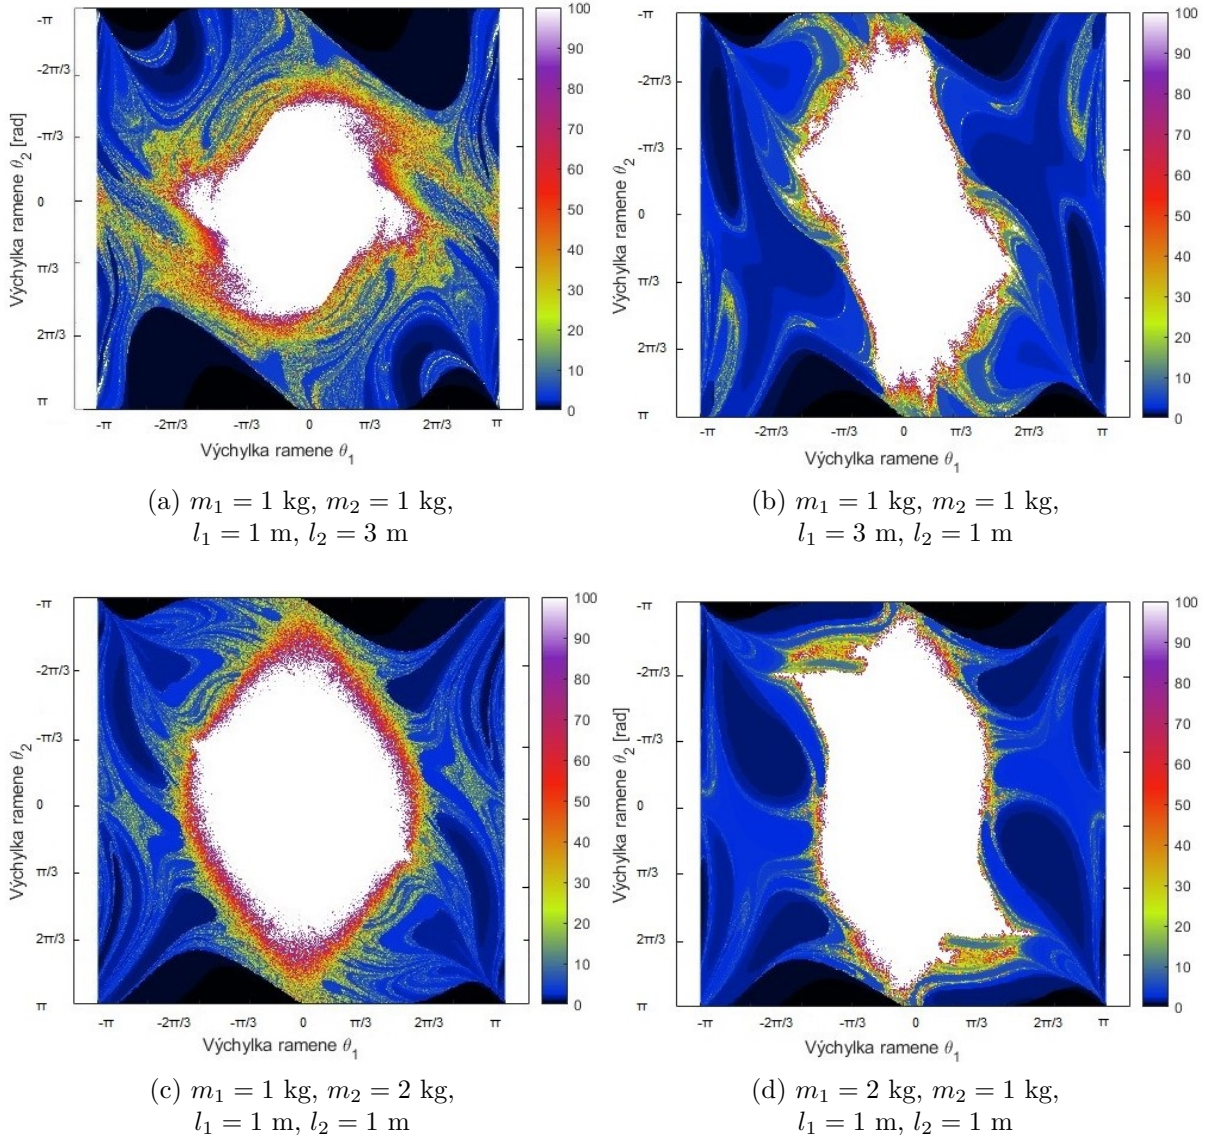 -π
-2π/3
-π/3
0
π/3
2π/3
π
Výchylka ramene θ₂ [rad]
-π -2π/3 -π/3 0 π/3 2π/3 π
Výchylka ramene θ₁
100
90
80
70
60
50
40
30
20
10
0
(a) m₁ = 1 kg, m₂ = 1 kg,
l₁ = 1 m, l₂ = 3 m
-π
-2π/3
-π/3
0
π/3
2π/3
π
Výchylka ramene θ₂
-π -2π/3 -π/3 0 π/3 2π/3 π
Výchylka ramene θ₁
100
90
80
70
60
50
40
30
20
10
0
(b) m₁ = 1 kg, m₂ = 1 kg,
l₁ = 3 m, l₂ = 1 m
-π
-2π/3
-π/3
0
π/3
2π/3
π
Výchylka ramene θ₂
-π -2π/3 -π/3 0 π/3 2π/3 π
Výchylka ramene θ₁
100
90
80
70
60
50
40
30
20
10
0
(c) m₁ = 1 kg, m₂ = 2 kg,
l₁ = 1 m, l₂ = 1 m
-π
-2π/3
-π/3
0
π/3
2π/3
π
Výchylka ramene θ₂ [rad]
-π -2π/3 -π/3 0 π/3 2π/3 π
Výchylka ramene θ₁
100
90
80
70
60
50
40
30
20
10
0
(d) m₁ = 2 kg, m₂ = 1 kg,
l₁ = 1 m, l₂ = 1 m